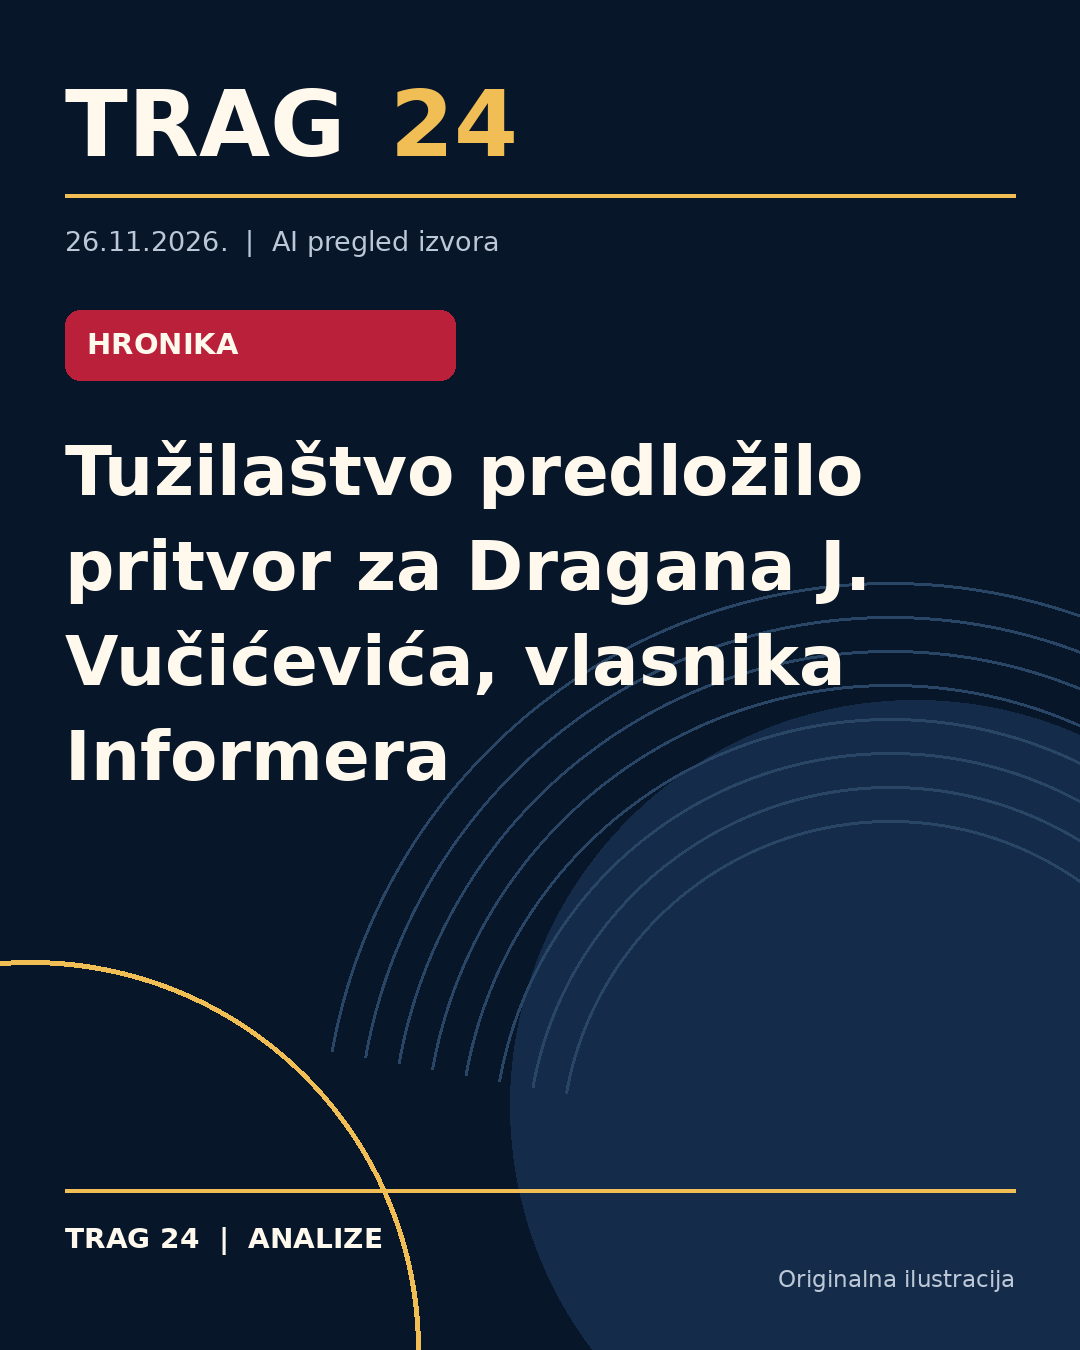 TRAG 24
26.11.2026. | AI pregled izvora
HRONIKA
Tužilaštvo predložilo
pritvor za Dragana J.
Vučićevića, vlasnika
Informera
TRAG 24 | ANALIZE
Originalna ilustracija